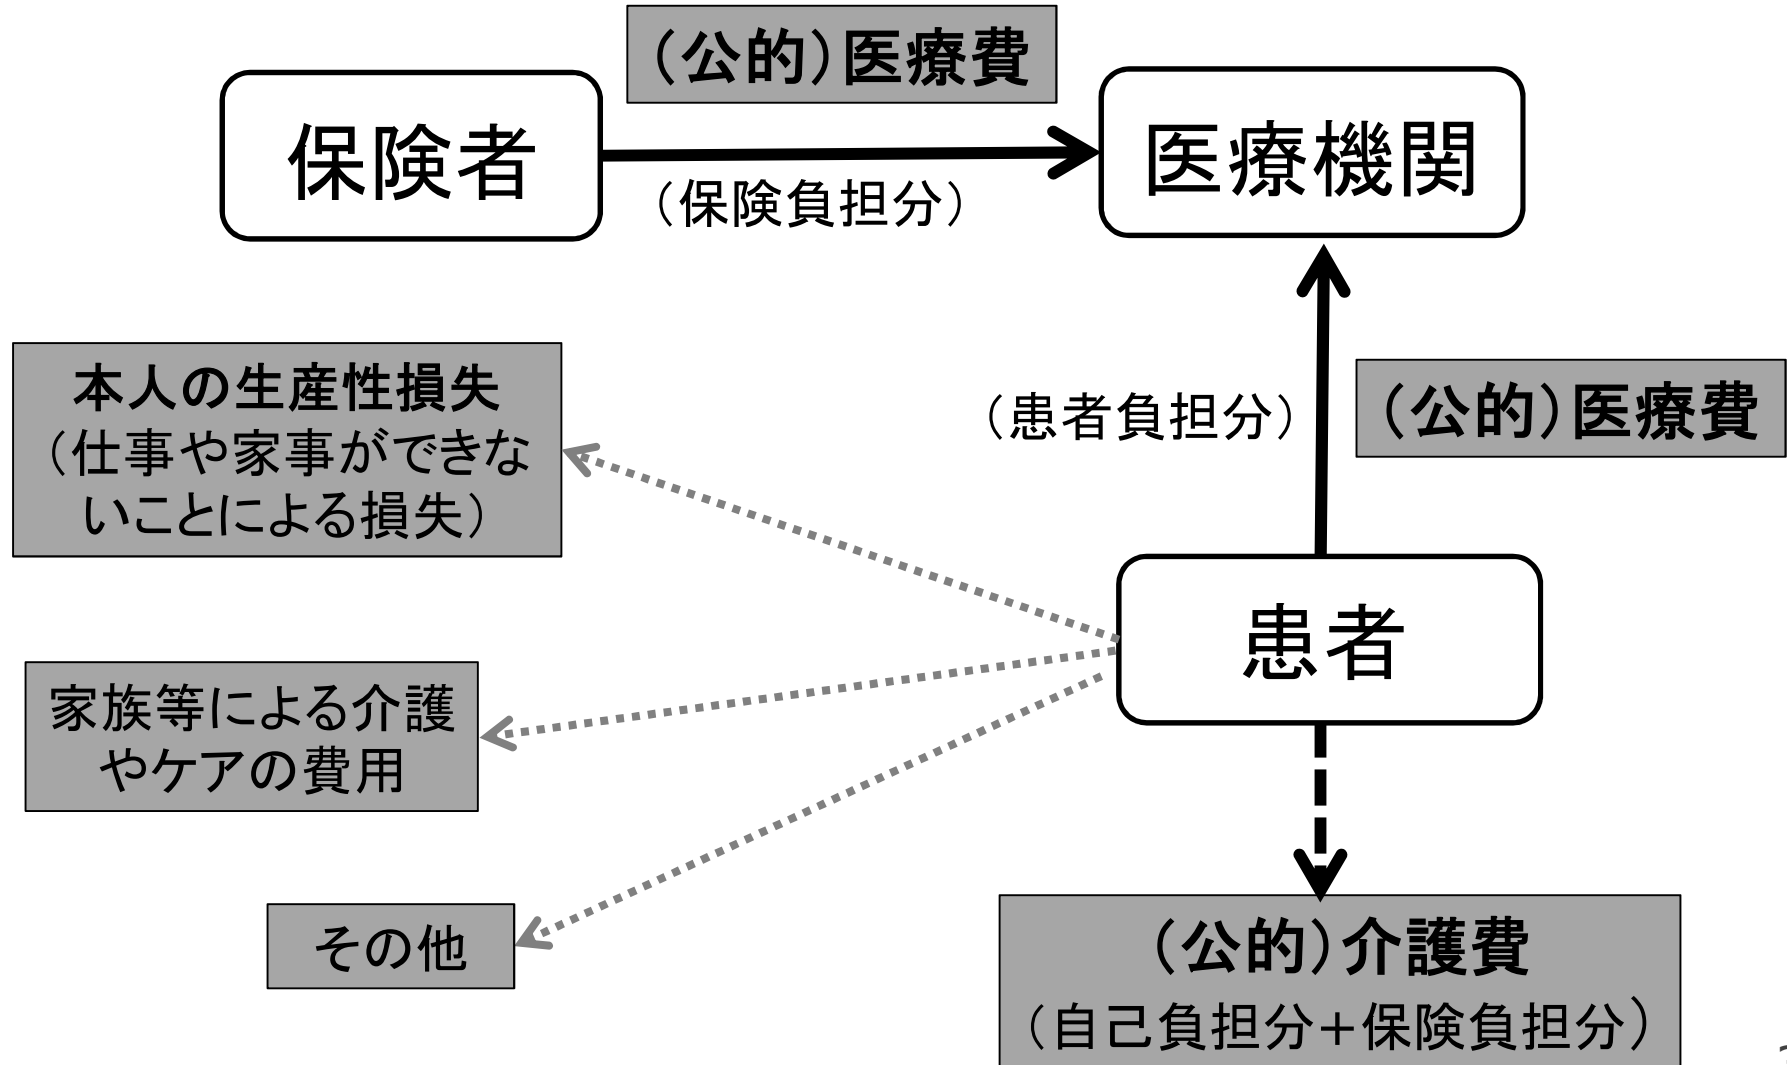 （公的）医療費
保険者
医療機関
（保険負担分）
本人の生産性損失
（仕事や家事ができな
いことによる損失）
（患者負担分）
（公的）医療費
患者
家族等による介護
やケアの費用
その他
（公的）介護費
（自己負担分+保険負担分）